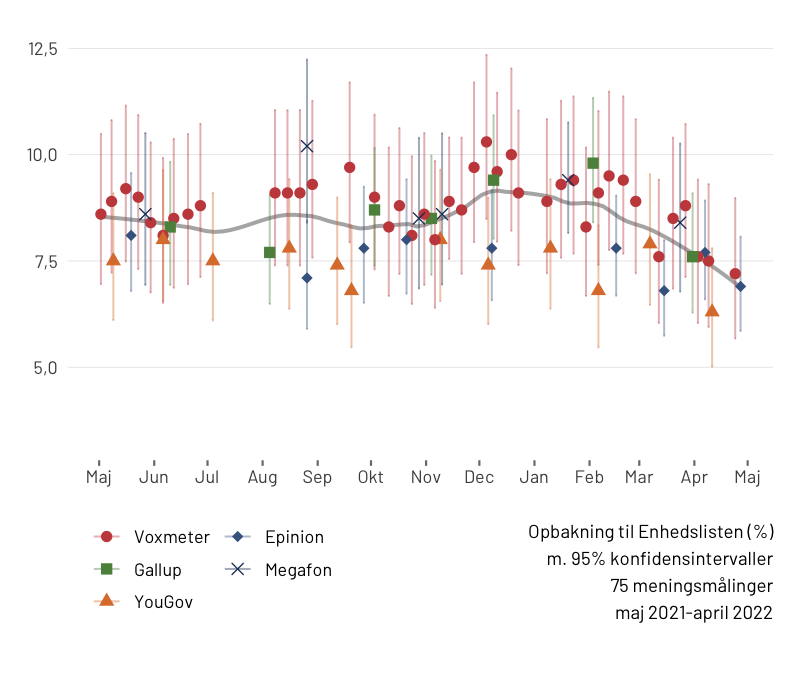 12,5
10,0
7,5
5,0
Maj Jun Jul Aug Sep Okt Nov Dec Jan Feb Mar Apr Maj
Voxmeter Epinion
Gallup Megafon
YouGov
Opbakning til Enhedslisten (%)
m. 95% konfidensintervaller
75 meningsmålinger
maj 2021-april 2022